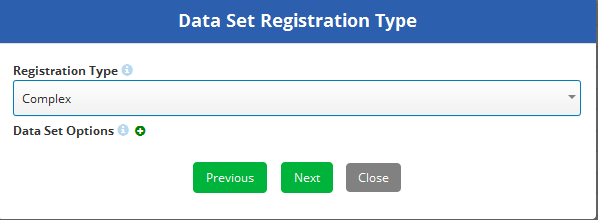 Data Set Registration Type
Registration Type
Complex
Data Set Options
Previous Next Close